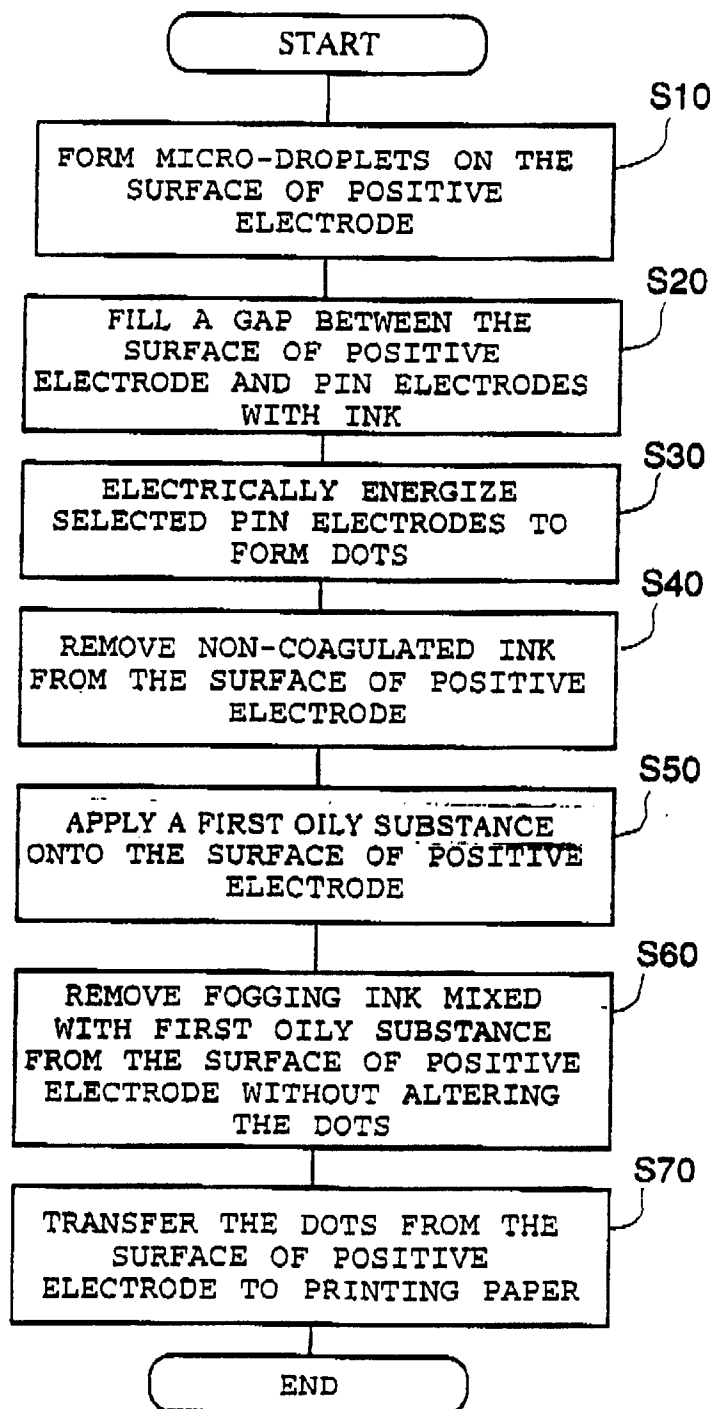 START
S10
FORM MICRO-DROPLETS ON THE
SURFACE OF POSITIVE
ELECTRODE
S20
FILL A GAP BETWEEN THE
SURFACE OF POSITIVE
ELECTRODE AND PIN ELECTRODES
WITH INK
S30
ELECTRICALLY ENERGIZE
SELECTED PIN ELECTRODES TO
FORM DOTS
S40
REMOVE NON-COAGULATED INK
FROM THE SURFACE OF POSITIVE
ELECTRODE
S50
APPLY A FIRST OILY SUBSTANCE
ONTO THE SURFACE OF POSITIVE
ELECTRODE
S60
REMOVE FOGGING INK MIXED
WITH FIRST OILY SUBSTANCE
FROM THE SURFACE OF POSITIVE
ELECTRODE WITHOUT ALTERING
THE DOTS
S70
TRANSFER THE DOTS FROM THE
SURFACE OF POSITIVE
ELECTRODE TO PRINTING PAPER
END